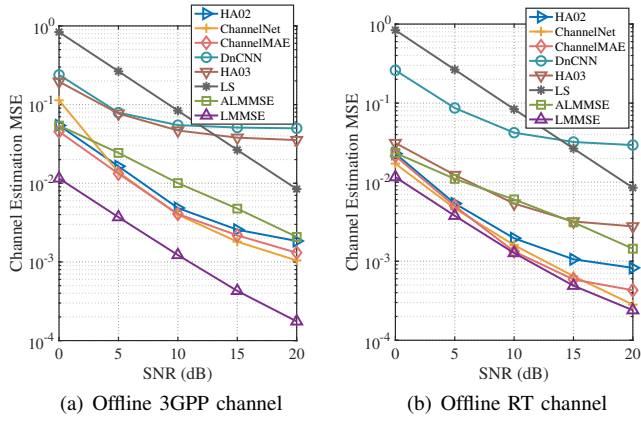 HA02
ChannelNet
ChannelMAE
DnCNN
HA03
LS
ALMMSE
LMMSE
10^0
10^-1
10^-2
10^-3
10^-4
Channel Estimation MSE
0 5 10 15 20
SNR (dB)
(a) Offline 3GPP channel
HA02
ChannelNet
ChannelMAE
DnCNN
HA03
LS
ALMMSE
LMMSE
10^0
10^-1
10^-2
10^-3
10^-4
Channel Estimation MSE
0 5 10 15 20
SNR (dB)
(b) Offline RT channel